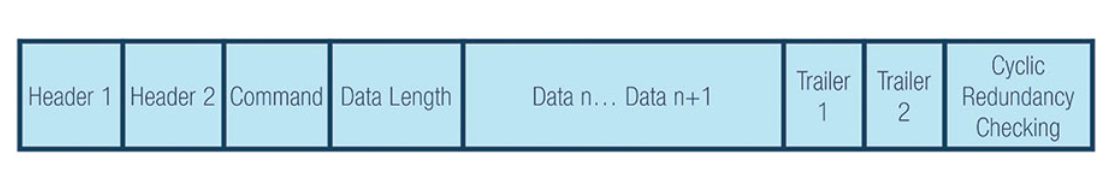 Header 1
Header 2
Command
Data Length
Data n... Data n+1
Trailer
1
Trailer
2
Cyclic
Redundancy
Checking